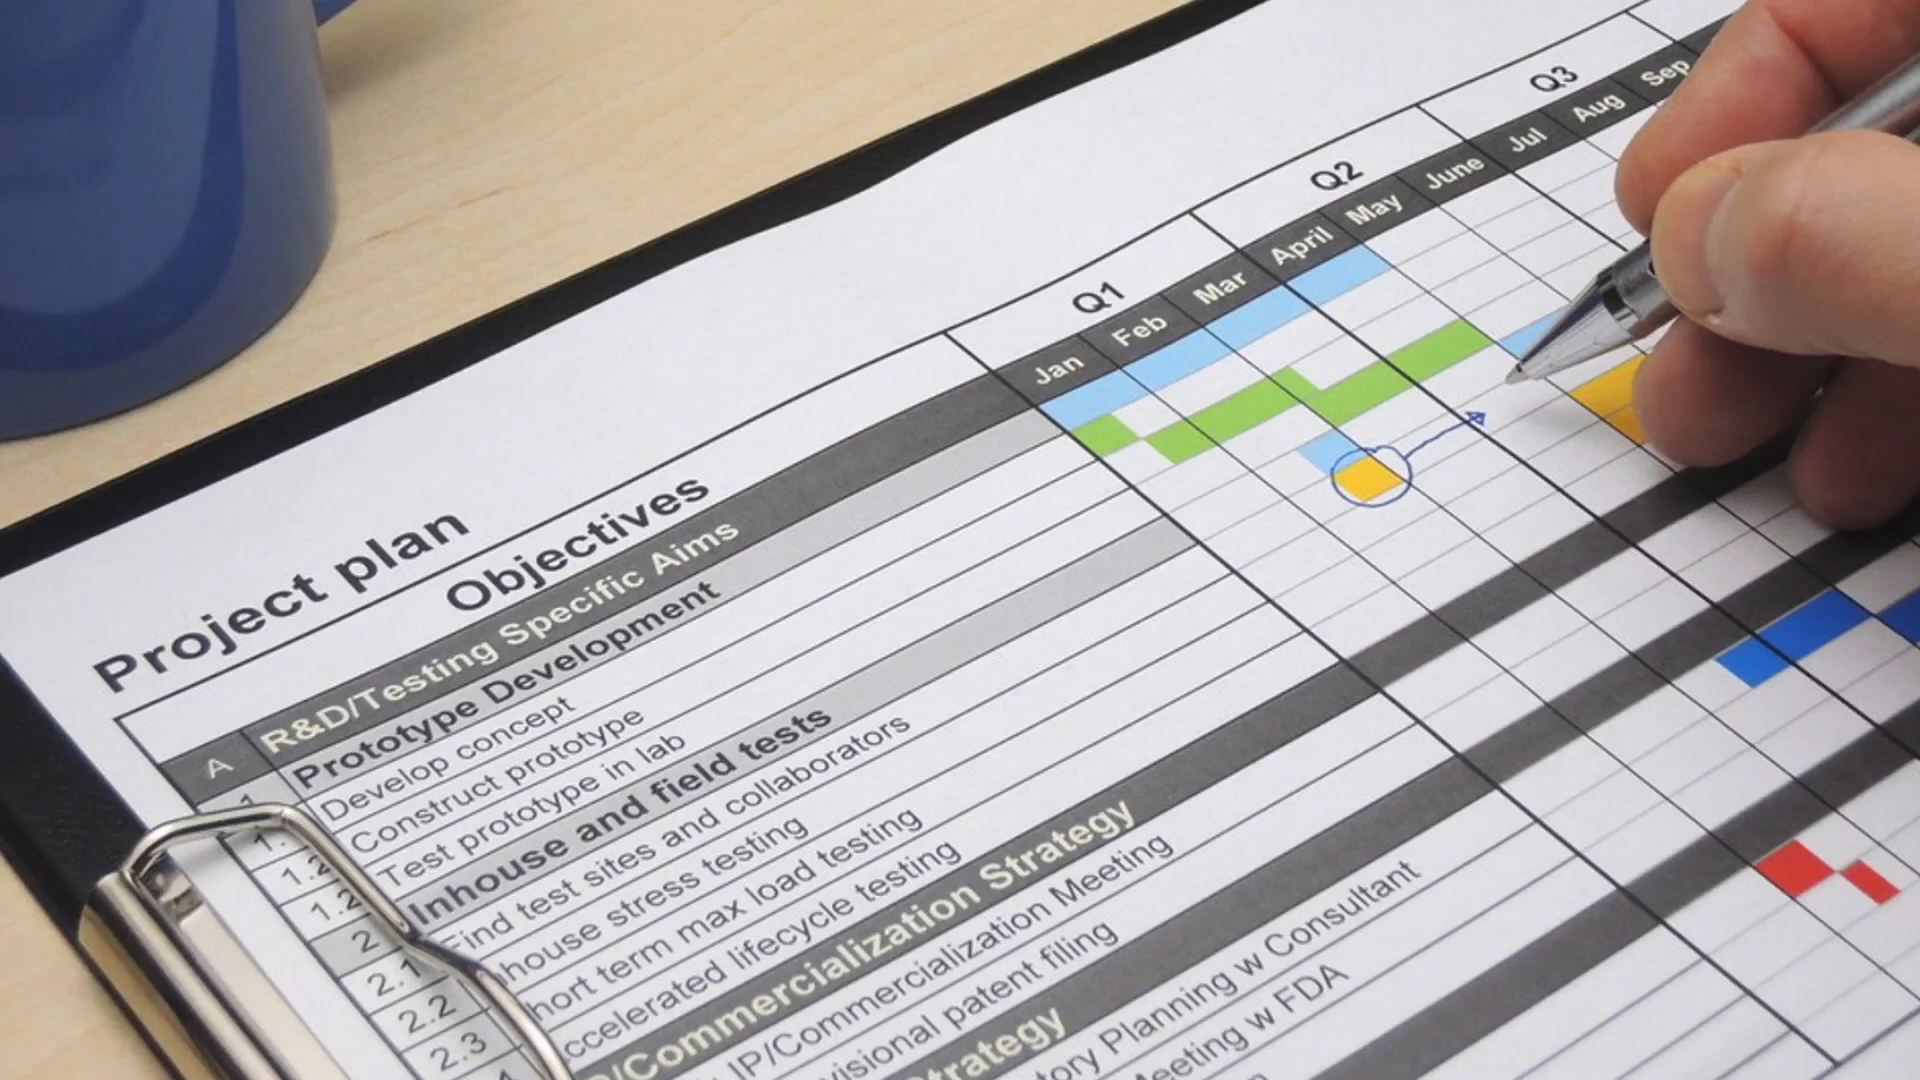 Project plan
Objectives
Q1 Q2 Q3
Jan Feb Mar April May June Jul Aug Sep
A R&D/Testing Specific Aims
1 Prototype Development
1. Develop concept
1.2 Construct prototype
1.2 Test prototype in lab
2 Inhouse and field tests
2.1 Find test sites and collaborators
2.2 house stress testing
2.3 hort term max load testing
ccelerated lifecycle testing
/Commercialization Strategy
IP/Commercialization Meeting
visional patent filing
trategy
tory Planning w Consultant
Meeting w FDA